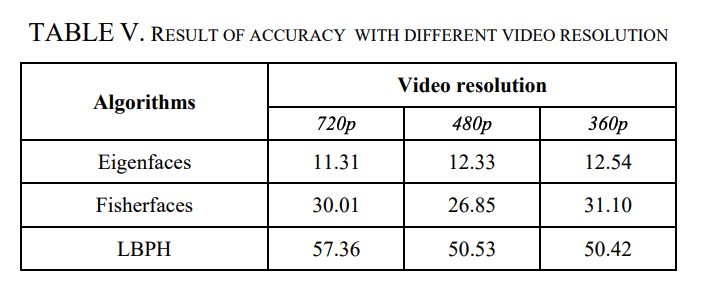 TABLE V. RESULT OF ACCURACY WITH DIFFERENT VIDEO RESOLUTION
Algorithms Video resolution
720p 480p 360p
Eigenfaces 11.31 12.33 12.54
Fisherfaces 30.01 26.85 31.10
LBPH 57.36 50.53 50.42